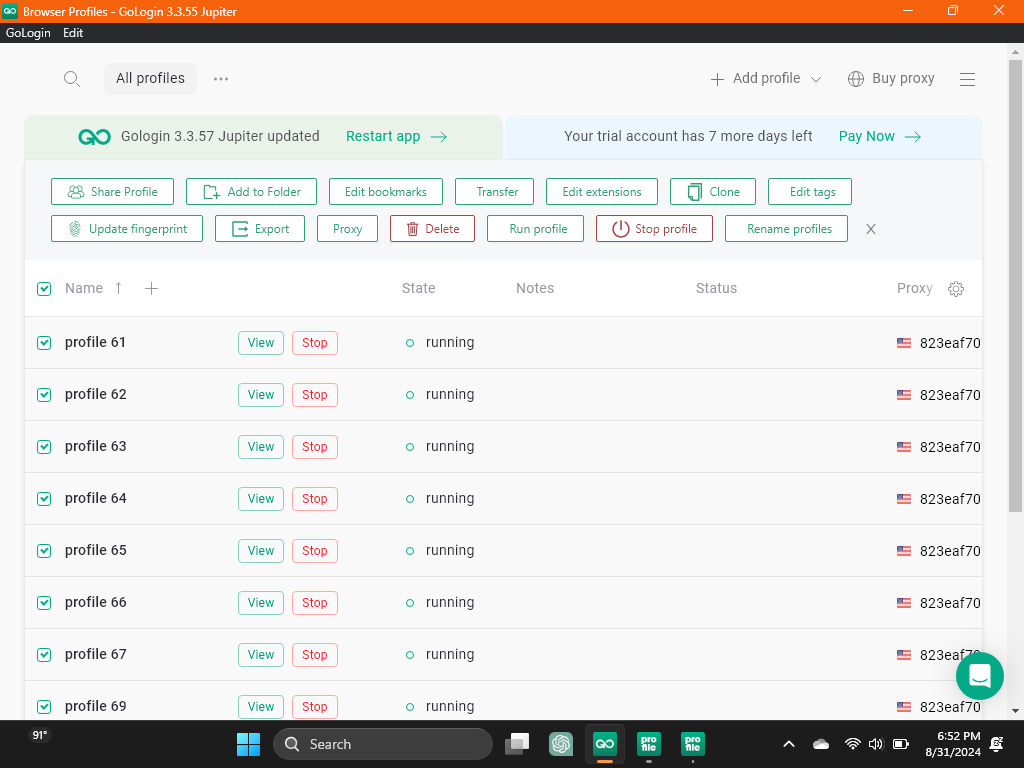 Browser Profiles - GoLogin 3.3.55 Jupiter
GoLogin Edit
All profiles
Add profile
Buy proxy
Gologin 3.3.57 Jupiter updated Restart app
Your trial account has 7 more days left Pay Now
Share Profile Add to Folder Edit bookmarks Transfer Edit extensions Clone Edit tags
Update fingerprint Export Proxy Delete Run profile Stop profile Rename profiles
Name State Notes Status Proxy
profile 61 View Stop running 823eaf70
profile 62 View Stop running 823eaf70
profile 63 View Stop running 823eaf70
profile 64 View Stop running 823eaf70
profile 65 View Stop running 823eaf70
profile 66 View Stop running 823eaf70
profile 67 View Stop running 823eaf70
profile 69 View Stop running 823eaf70
91°
Search
GO
pro
file
pro
file
6:52 PM
8/31/2024